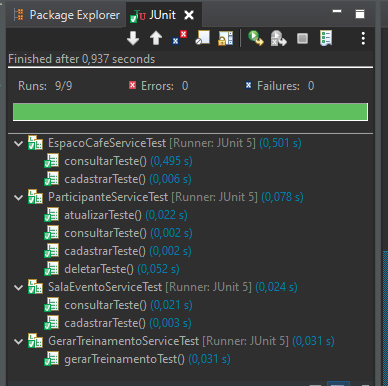 Package Explorer JUnit
Finished after 0,937 seconds
Runs: 9/9 Errors: 0 Failures: 0
EspacoCafeServiceTest [Runner: JUnit 5] (0,501 s)
consultarTeste() (0,495 s)
cadastrarTeste() (0,006 s)
ParticipanteServiceTest [Runner: JUnit 5] (0,078 s)
atualizarTeste() (0,022 s)
consultarTeste() (0,002 s)
cadastrarTeste() (0,002 s)
deletarTeste() (0,052 s)
SalaEventoServiceTest [Runner: JUnit 5] (0,024 s)
consultarTeste() (0,021 s)
cadastrarTeste() (0,003 s)
GerarTreinamentoServiceTest [Runner: JUnit 5] (0,031 s)
gerarTreinamentoTest() (0,031 s)